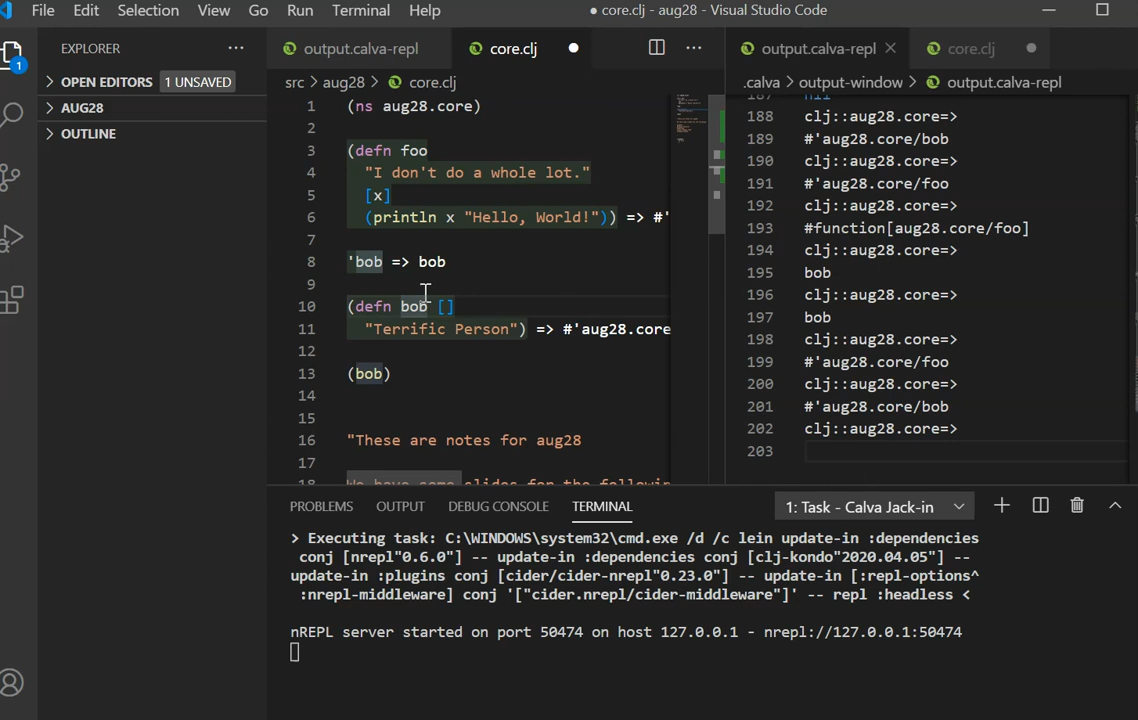 File Edit Selection View Go Run Terminal Help
● core.clj - aug28 - Visual Studio Code
1
EXPLORER ...
OPEN EDITORS 1 UNSAVED
AUG28
OUTLINE
output.calva-repl core.clj
src > aug28 > core.clj
1 (ns aug28.core)
2
3 (defn foo
4 "I don't do a whole lot."
5 [x]
6 (println x "Hello, World!")) => #'
7
8 'bob => bob
9
10 (defn bob []
11 "Terrific Person") => #'aug28.core
12
13 (bob)
14
15
16 "These are notes for aug28
17
18 We have some slides for the followin
output.calva-repl core.clj
.calva > output-window > output.calva-repl
187 nil
188 clj::aug28.core=>
189 #'aug28.core/bob
190 clj::aug28.core=>
191 #'aug28.core/foo
192 clj::aug28.core=>
193 #function[aug28.core/foo]
194 clj::aug28.core=>
195 bob
196 clj::aug28.core=>
197 bob
198 clj::aug28.core=>
199 #'aug28.core/foo
200 clj::aug28.core=>
201 #'aug28.core/bob
202 clj::aug28.core=>
203
PROBLEMS OUTPUT DEBUG CONSOLE TERMINAL 1: Task - Calva Jack-in
> Executing task: C:\WINDOWS\system32\cmd.exe /d /c lein update-in :dependencies
conj [nrepl"0.6.0"] -- update-in :dependencies conj [clj-kondo"2020.04.05"] --
update-in :plugins conj [cider/cider-nrepl"0.23.0"] -- update-in [:repl-options^
:nrepl-middleware] conj '["cider.nrepl/cider-middleware"]' -- repl :headless <
nREPL server started on port 50474 on host 127.0.0.1 - nrepl://127.0.0.1:50474